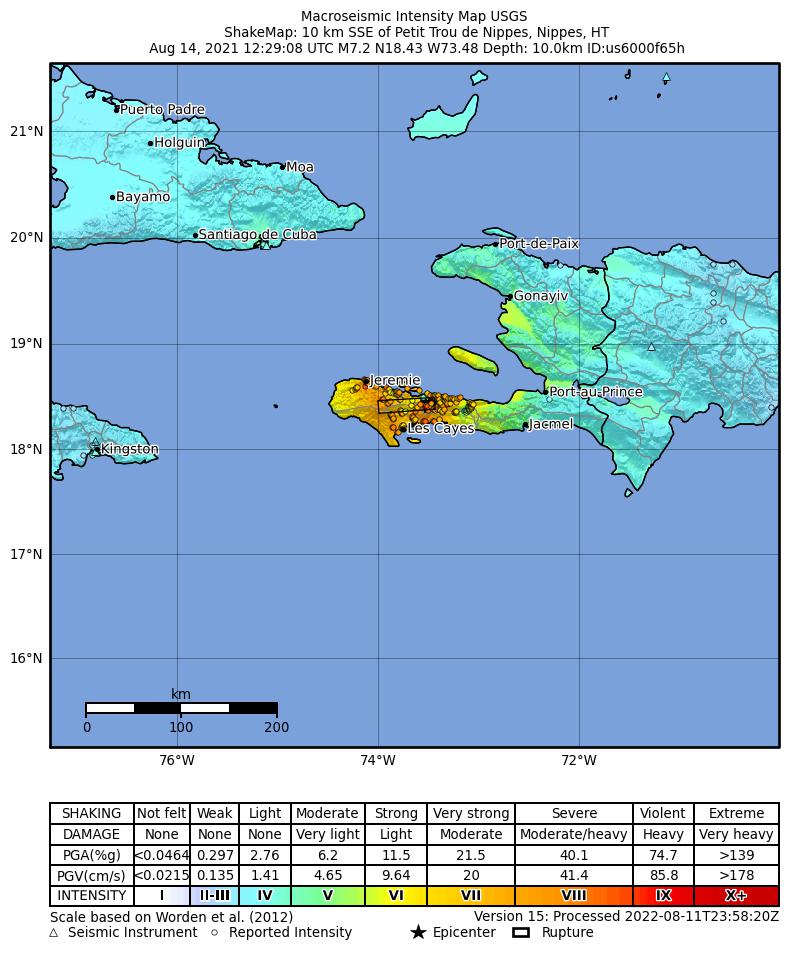 Macroseismic Intensity Map USGS
ShakeMap: 10 km SSE of Petit Trou de Nippes, Nippes, HT
Aug 14, 2021 12:29:08 UTC M7.2 N18.43 W73.48 Depth: 10.0km ID:us6000f65h
Puerto Padre
21°N
Holguin
Moa
Bayamo
Santiago de Cuba
20°N
Port-de-Paix
Gonayiv
19°N
Jeremie
Port-au-Prince
Les Cayes
Jacmel
18°N
Kingston
17°N
16°N
km
0 100 200
76°W 74°W 72°W
SHAKING Not felt Weak Light Moderate Strong Very strong Severe Violent Extreme
DAMAGE None None None Very light Light Moderate Moderate/heavy Heavy Very heavy
PGA(%g) <0.0464 0.297 2.76 6.2 11.5 21.5 40.1 74.7 >139
PGV(cm/s) <0.0215 0.135 1.41 4.65 9.64 20 41.4 85.8 >178
INTENSITY I II-III IV V VI VII VIII IX X+
Scale based on Worden et al. (2012) Version 15: Processed 2022-08-11T23:58:20Z
Seismic Instrument Reported Intensity Epicenter Rupture